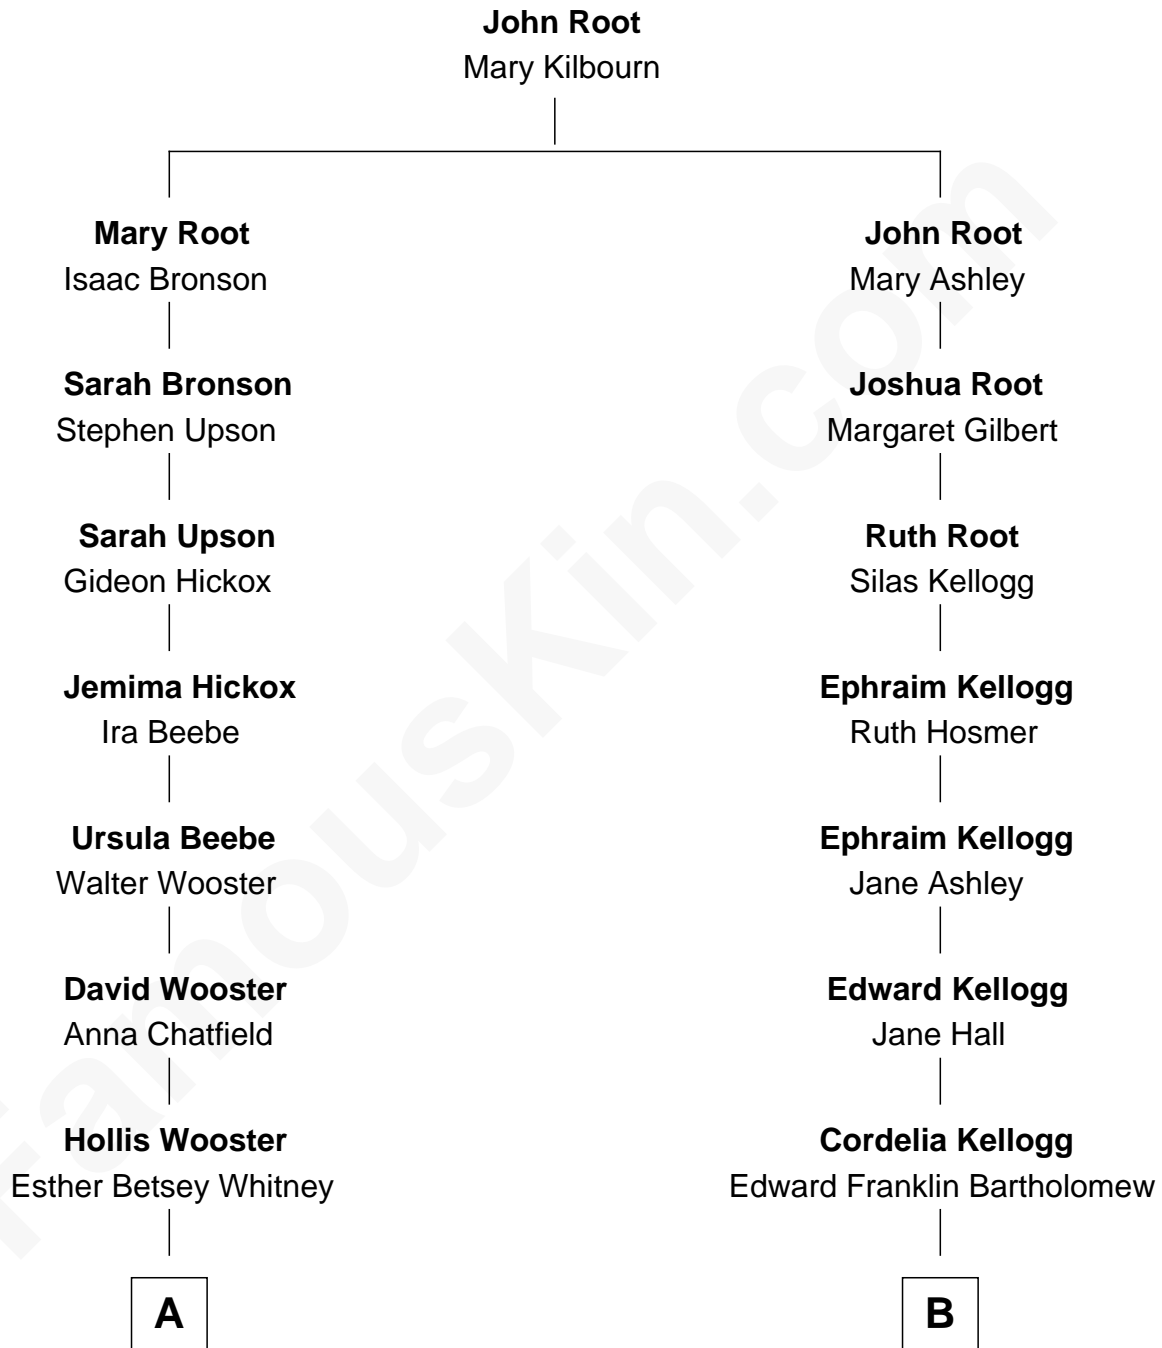 John Root
Mary Kilbourn
Mary Root
Isaac Bronson
Sarah Bronson
Stephen Upson
Sarah Upson
Gideon Hickox
Jemima Hickox
Ira Beebe
Ursula Beebe
Walter Wooster
David Wooster
Anna Chatfield
Hollis Wooster
Esther Betsey Whitney
A
John Root
Mary Ashley
Joshua Root
Margaret Gilbert
Ruth Root
Silas Kellogg
Ephraim Kellogg
Ruth Hosmer
Ephraim Kellogg
Jane Ashley
Edward Kellogg
Jane Hall
Cordelia Kellogg
Edward Franklin Bartholomew
B
FamousKin.com